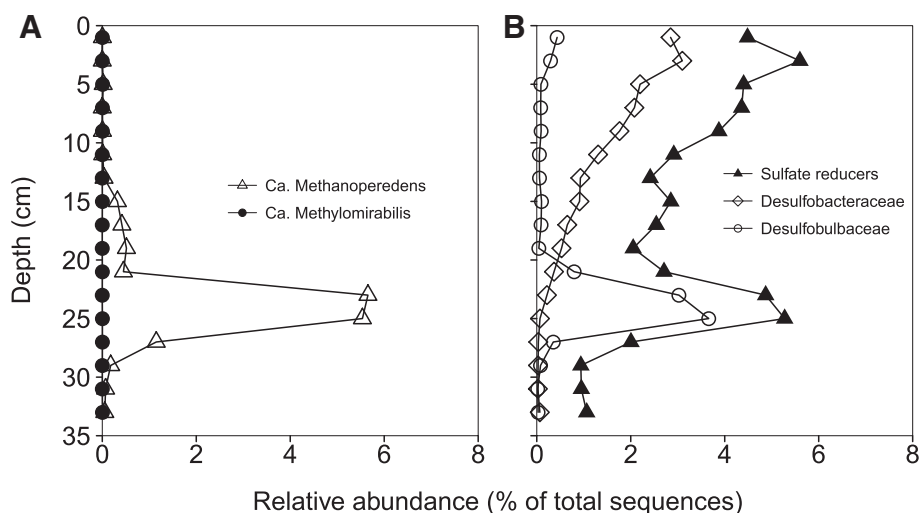 A
B
0
5
10
15
20
25
30
35
Depth (cm)
Ca. Methanoperedens
Ca. Methylomirabilis
Sulfate reducers
Desulfobacteraceae
Desulfobulbaceae
0 2 4 6 8
0 2 4 6 8
Relative abundance (% of total sequences)